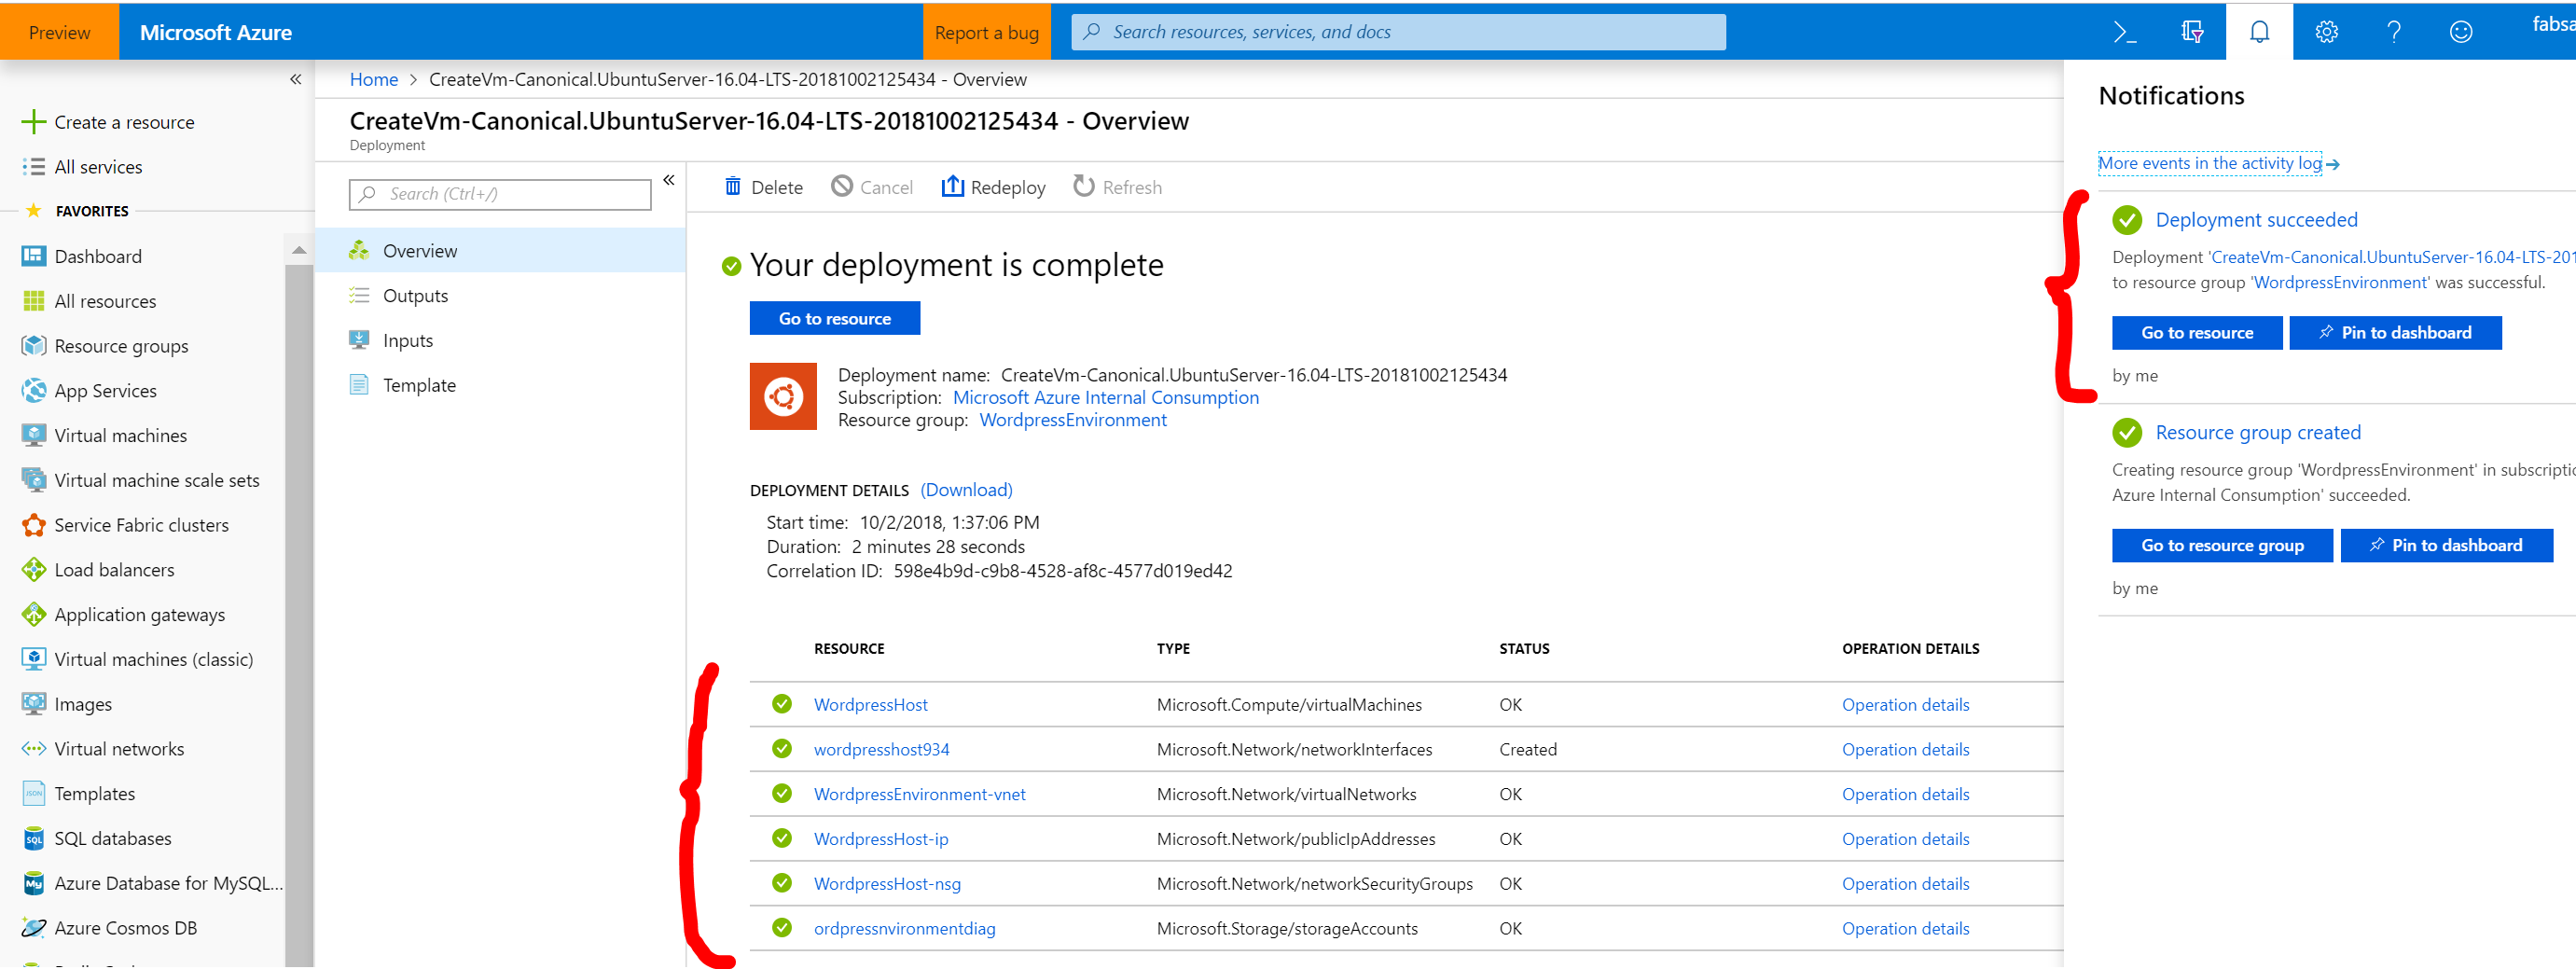 Preview
Microsoft Azure
Report a bug
Search resources, services, and docs
fabsa
Create a resource
All services
FAVORITES
Dashboard
All resources
Resource groups
App Services
Virtual machines
Virtual machine scale sets
Service Fabric clusters
Load balancers
Application gateways
Virtual machines (classic)
Images
Virtual networks
Templates
SQL databases
Azure Database for MySQL...
Azure Cosmos DB
Home > CreateVm-Canonical.UbuntuServer-16.04-LTS-20181002125434 - Overview
CreateVm-Canonical.UbuntuServer-16.04-LTS-20181002125434 - Overview
Deployment
Search (Ctrl+/)
Overview
Outputs
Inputs
Template
Delete Cancel Redeploy Refresh
Your deployment is complete
Go to resource
Deployment name: CreateVm-Canonical.UbuntuServer-16.04-LTS-20181002125434
Subscription: Microsoft Azure Internal Consumption
Resource group: WordpressEnvironment
DEPLOYMENT DETAILS (Download)
Start time: 10/2/2018, 1:37:06 PM
Duration: 2 minutes 28 seconds
Correlation ID: 598e4b9d-c9b8-4528-af8c-4577d019ed42
RESOURCE TYPE STATUS OPERATION DETAILS
WordpressHost Microsoft.Compute/virtualMachines OK Operation details
wordpresshost934 Microsoft.Network/networkInterfaces Created Operation details
WordpressEnvironment-vnet Microsoft.Network/virtualNetworks OK Operation details
WordpressHost-ip Microsoft.Network/publicIpAddresses OK Operation details
WordpressHost-nsg Microsoft.Network/networkSecurityGroups OK Operation details
ordpressnvironmentdiag Microsoft.Storage/storageAccounts OK Operation details
Notifications
More events in the activity log
Deployment succeeded
Deployment 'CreateVm-Canonical.UbuntuServer-16.04-LTS-201
to resource group 'WordpressEnvironment' was successful.
Go to resource Pin to dashboard
by me
Resource group created
Creating resource group 'WordpressEnvironment' in subscriptio
Azure Internal Consumption' succeeded.
Go to resource group Pin to dashboard
by me